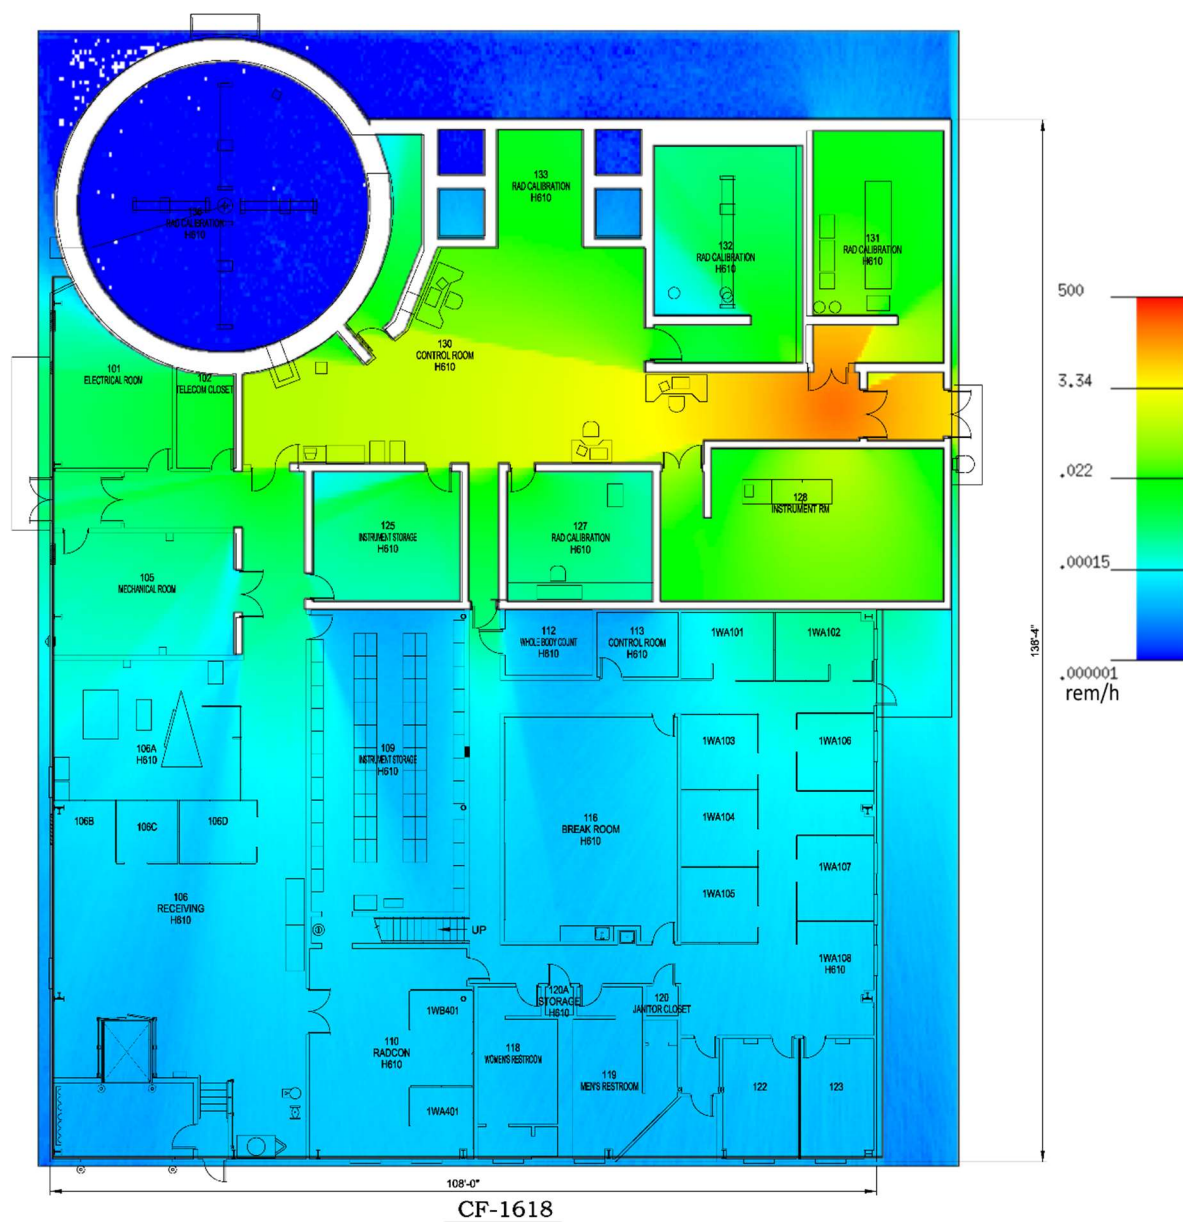 133
RAD CALIBRATION
H610
RAD CALIBRATION
H610
132
RAD CALIBRATION
H610
131
RAD CALIBRATION
H610
130
CONTROL ROOM
H610
101
ELECTRICAL ROOM
102
TELECOM CLOSET
128
INSTRUMENT RM
125
INSTRUMENT STORAGE
H610
127
RAD CALIBRATION
H610
105
MECHANICAL ROOM
112
WHOLE BODY COUNT
H610
113
CONTROL ROOM
H610
1WA101
1WA102
106A
H610
109
INSTRUMENT STORAGE
H610
1WA103
1WA106
106B
106C
106D
116
BREAK ROOM
H610
1WA104
1WA107
1WA105
106
RECEIVING
H610
UP
1WA108
H610
120A
STORAGE
H610
120
JANITOR CLOSET
1WB401
110
RADCON
H610
118
WOMEN'S RESTROOM
119
MEN'S RESTROOM
122
123
1WA401
108'-0"
CF-1618
138'-4"
500
3.34
.022
.00015
.000001
rem/h